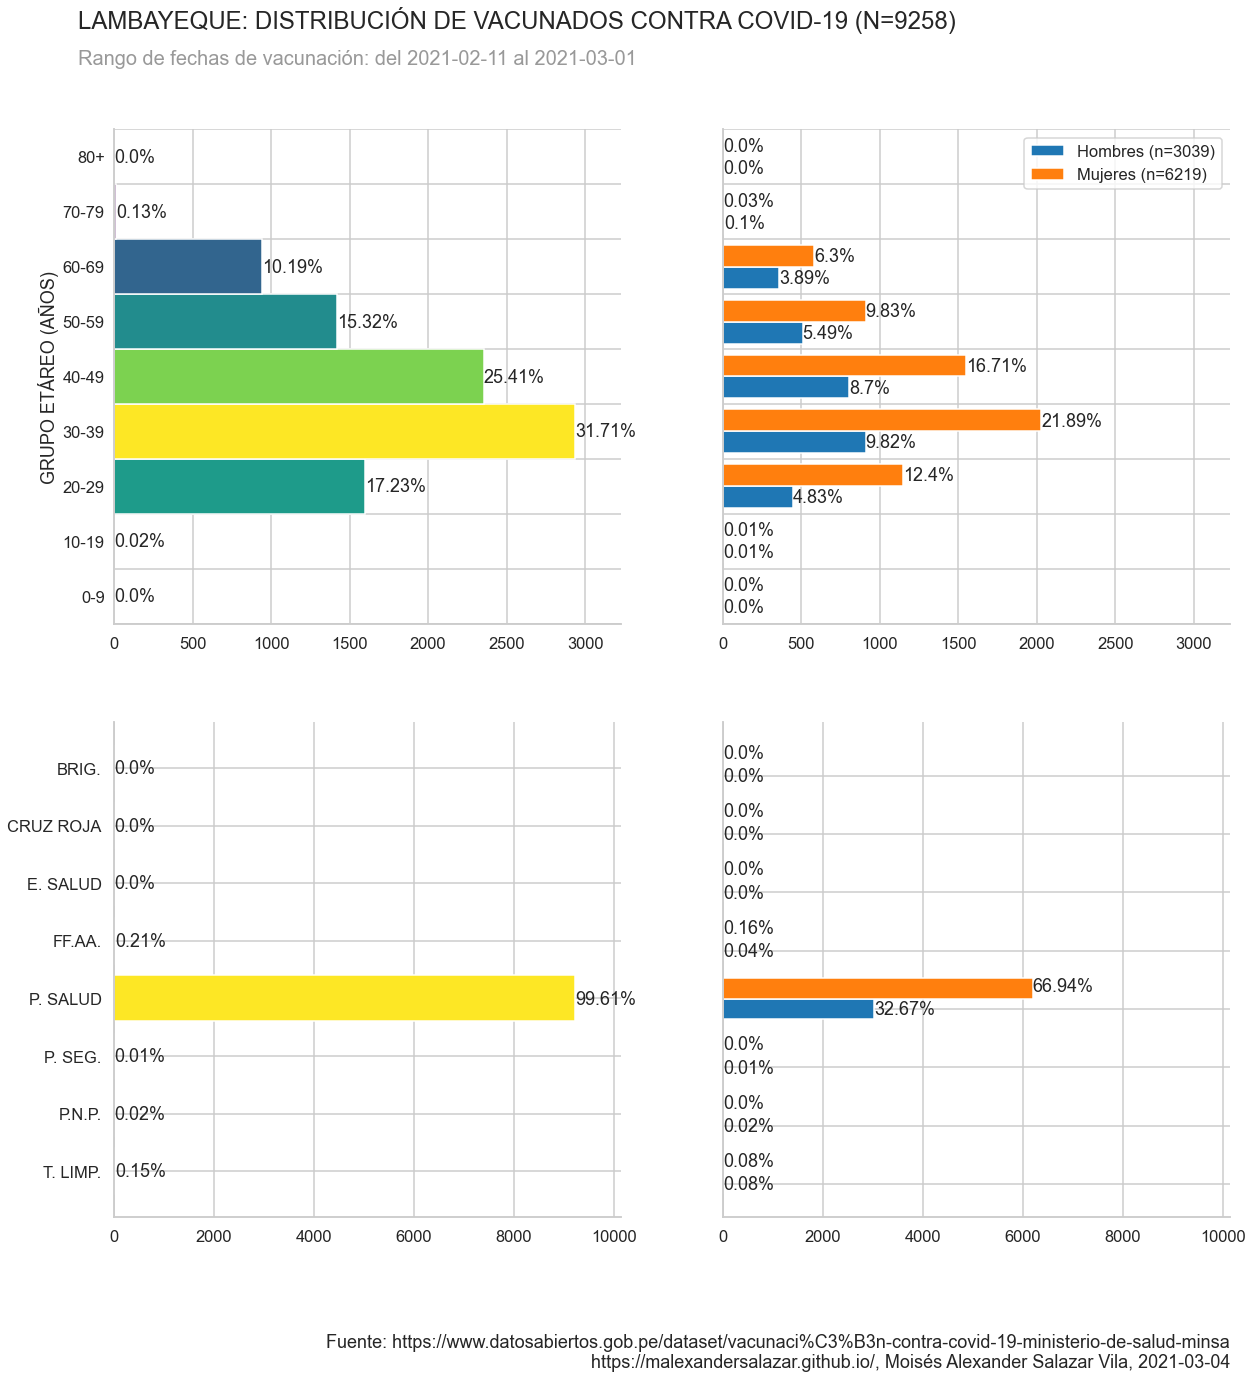 LAMBAYEQUE: DISTRIBUCIÓN DE VACUNADOS CONTRA COVID-19 (N=9258)
Rango de fechas de vacunación: del 2021-02-11 al 2021-03-01
GRUPO ETÁREO (AÑOS)
80+ 0.0%
70-79 0.13%
60-69 10.19%
50-59 15.32%
40-49 25.41%
30-39 31.71%
20-29 17.23%
10-19 0.02%
0-9 0.0%
0 500 1000 1500 2000 2500 3000
Hombres (n=3039)
Mujeres (n=6219)
0.0%
0.0%
0.03%
0.1%
6.3%
3.89%
9.83%
5.49%
16.71%
8.7%
21.89%
9.82%
12.4%
4.83%
0.01%
0.01%
0.0%
0.0%
0 500 1000 1500 2000 2500 3000
BRIG. 0.0%
CRUZ ROJA 0.0%
E. SALUD 0.0%
FF.AA. 0.21%
P. SALUD 99.61%
P. SEG. 0.01%
P.N.P. 0.02%
T. LIMP. 0.15%
0 2000 4000 6000 8000 10000
0.0%
0.0%
0.0%
0.0%
0.0%
0.0%
0.16%
0.04%
66.94%
32.67%
0.0%
0.01%
0.0%
0.02%
0.08%
0.08%
0 2000 4000 6000 8000 10000
Fuente: https://www.datosabiertos.gob.pe/dataset/vacunaci%C3%B3n-contra-covid-19-ministerio-de-salud-minsa
https://malexandersalazar.github.io/, Moisés Alexander Salazar Vila, 2021-03-04